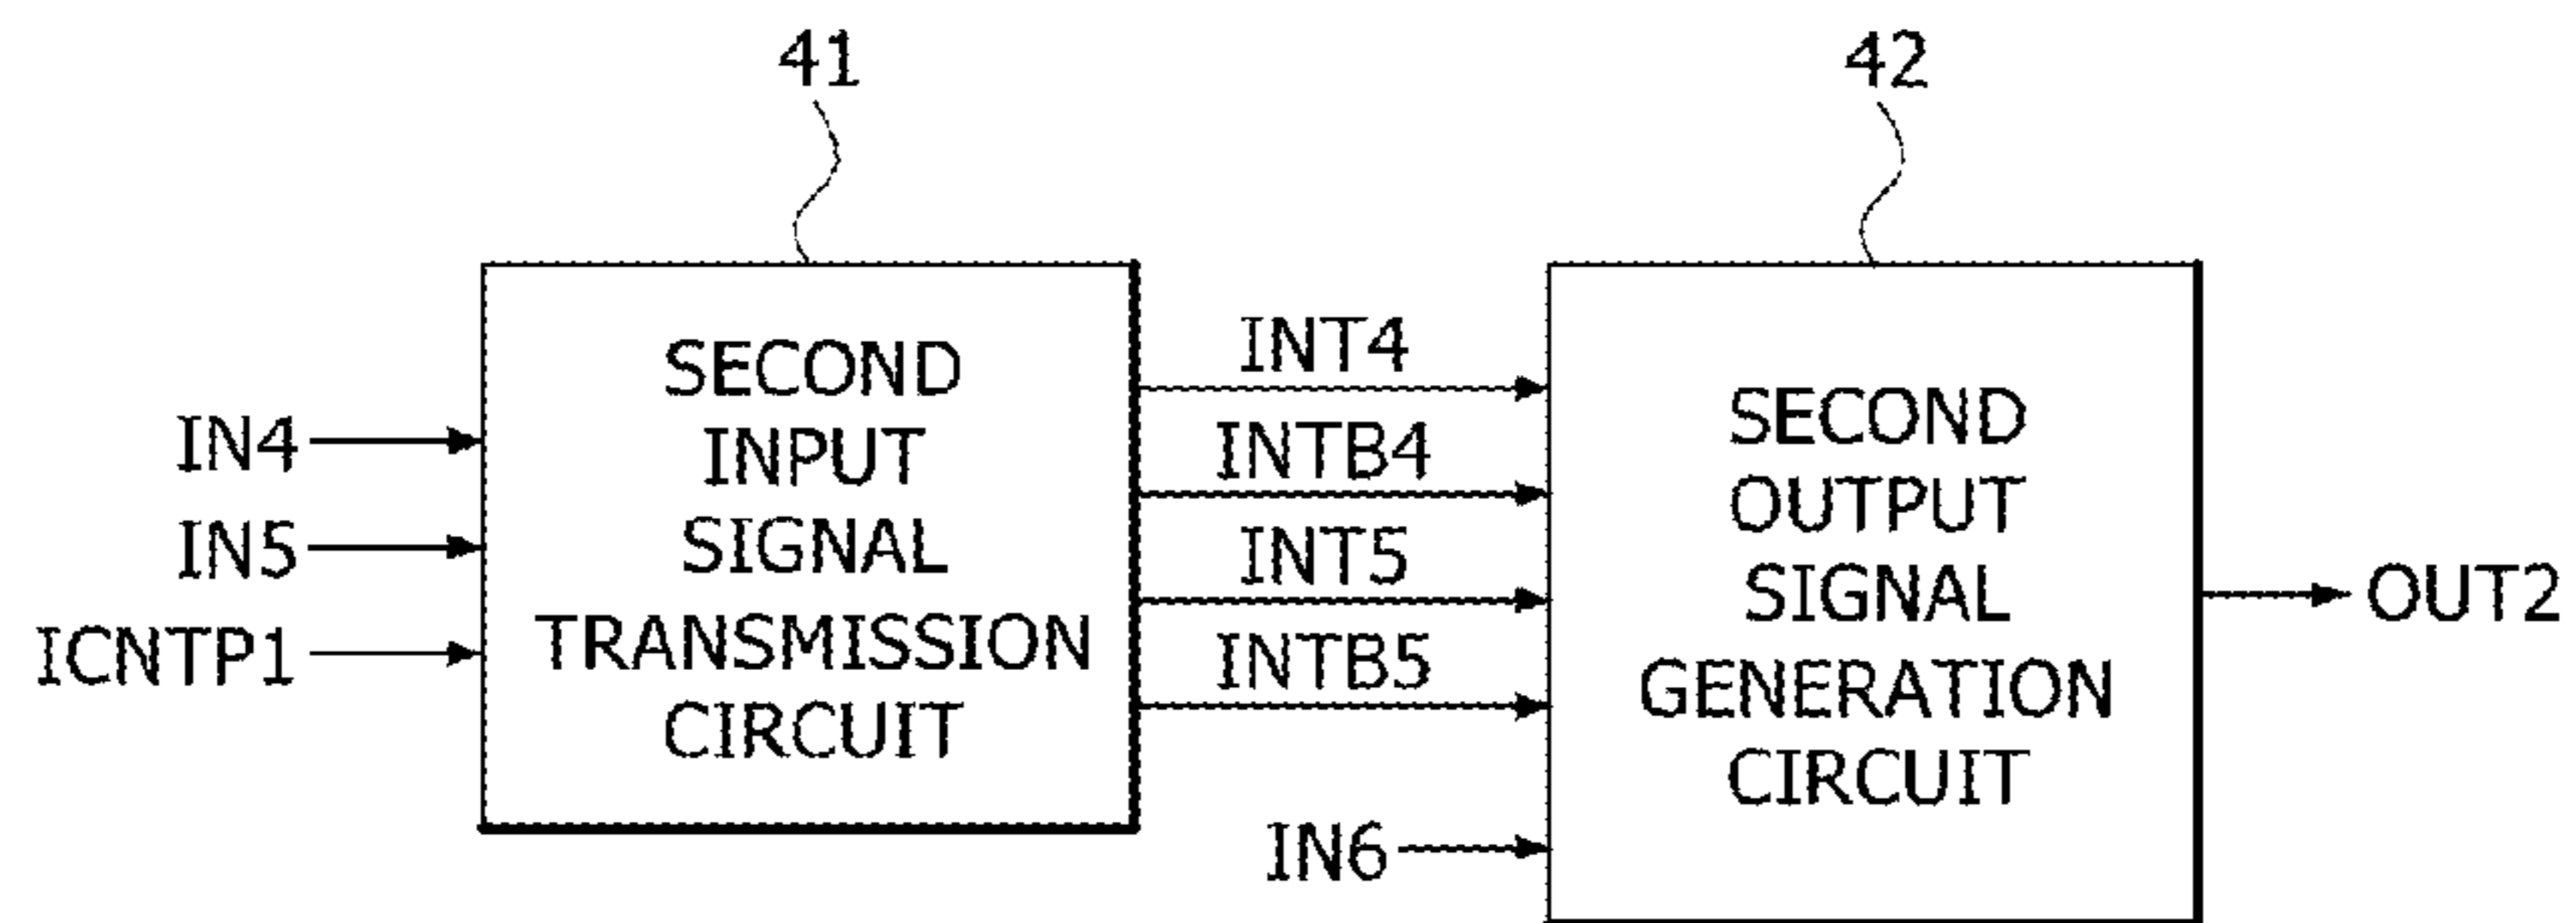 41
42
IN4
IN5
ICNTP1
SECOND
INPUT
SIGNAL
TRANSMISSION
CIRCUIT
INT4
INTB4
INT5
INTB5
IN6
SECOND
OUTPUT
SIGNAL
GENERATION
CIRCUIT
OUT2